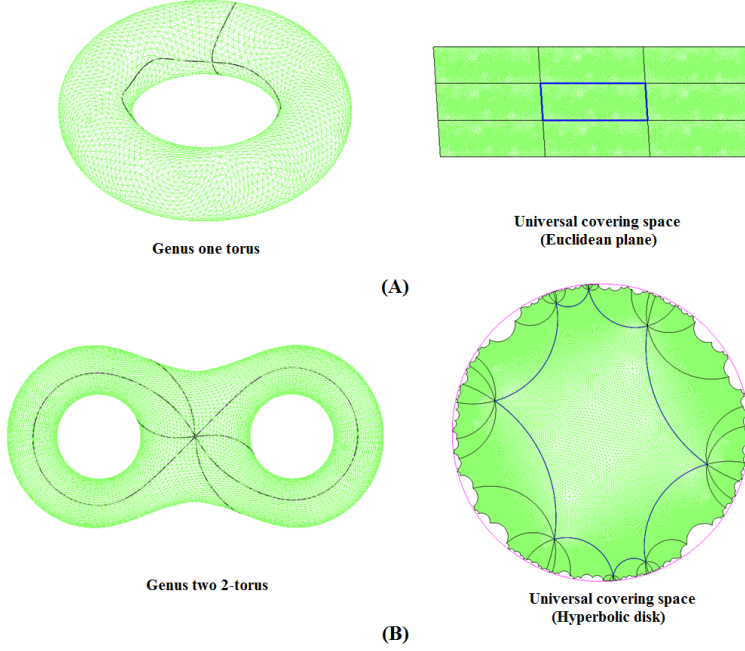 Genus one torus
Universal covering space
(Euclidean plane)
(A)
Genus two 2-torus
Universal covering space
(Hyperbolic disk)
(B)